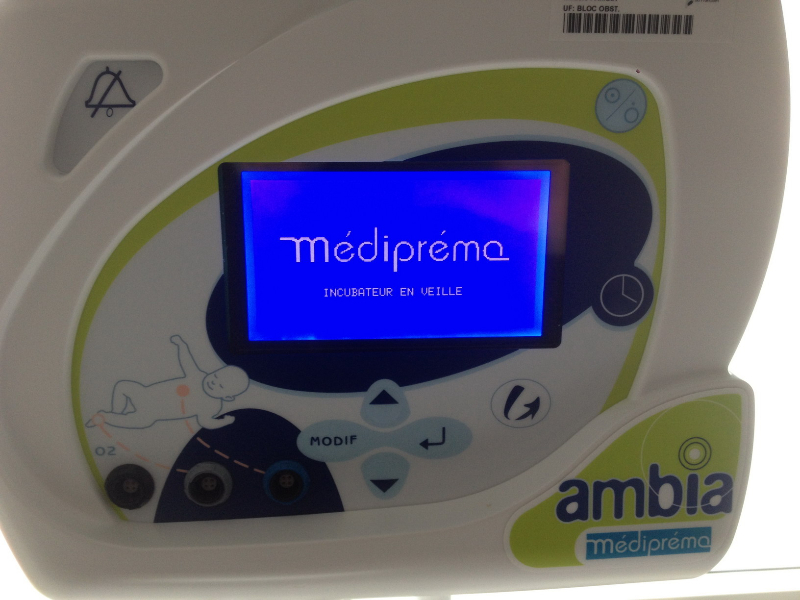 UF: BLOC OBST.
médipréma
INCUBATEUR EN VEILLE
O2
MODIF
ambia
médipréma